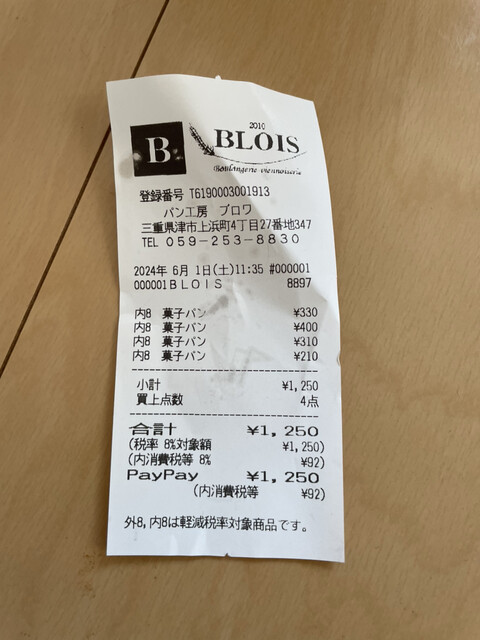 B
2010
BLOIS
Boulangerie viennoiserie
登録番号 T6190003001913
パン工房 ブロワ
三重県津市上浜町4丁目27番地347
TEL 059-253-8830
2024年 6月 1日(土)11:35 #000001
000001BLOIS 8897
内8 菓子パン ¥330
内8 菓子パン ¥400
内8 菓子パン ¥310
内8 菓子パン ¥210
小計 ¥1,250
買上点数 4点
合計 ¥1,250
(税率 8%対象額 ¥1,250)
(内消費税等 8% ¥92)
PayPay ¥1,250
(内消費税等 ¥92)
外8,内8は軽減税率対象商品です。